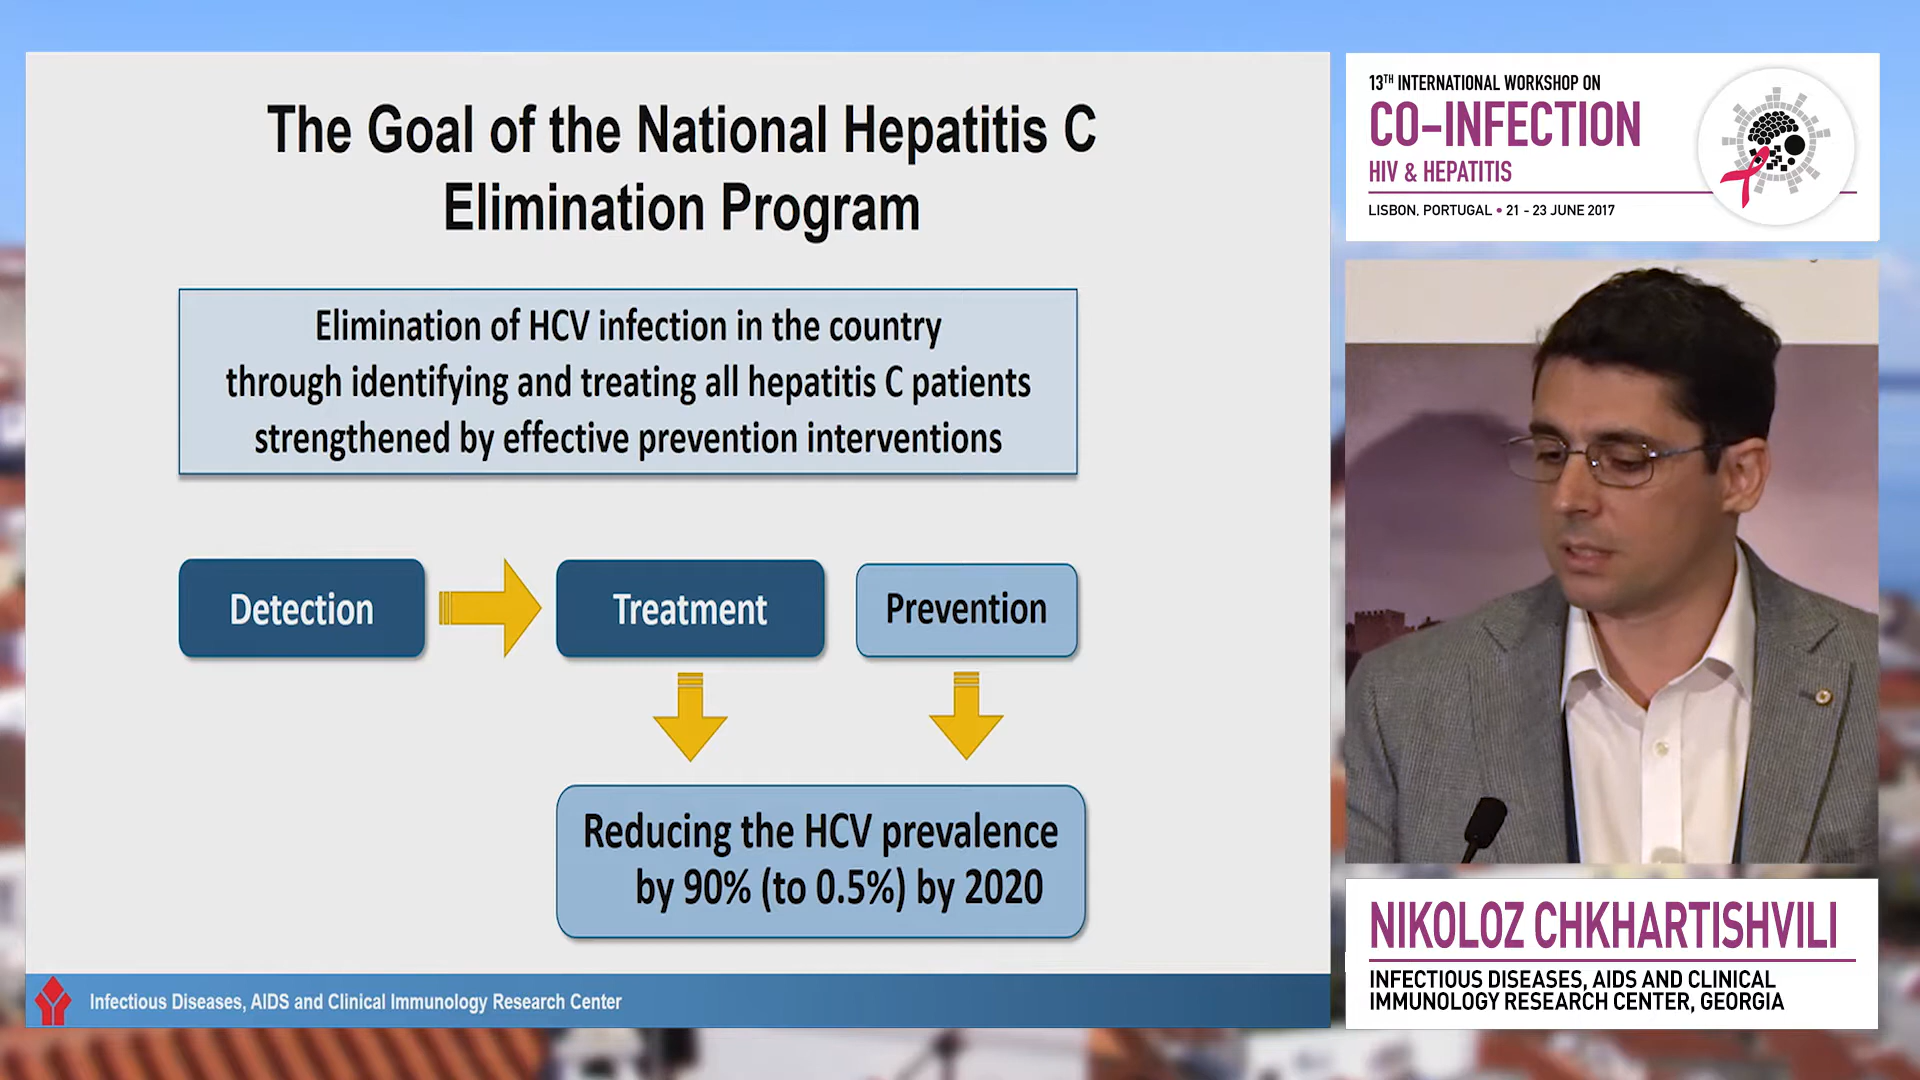 The Goal of the National Hepatitis C
Elimination Program
Elimination of HCV infection in the country
through identifying and treating all hepatitis C patients
strengthened by effective prevention interventions
Detection
Treatment
Prevention
Reducing the HCV prevalence
by 90% (to 0.5%) by 2020
Infectious Diseases, AIDS and Clinical Immunology Research Center
13TH INTERNATIONAL WORKSHOP ON
CO-INFECTION
HIV & HEPATITIS
LISBON, PORTUGAL • 21 - 23 JUNE 2017
NIKOLOZ CHKHARTISHVILI
INFECTIOUS DISEASES, AIDS AND CLINICAL
IMMUNOLOGY RESEARCH CENTER, GEORGIA